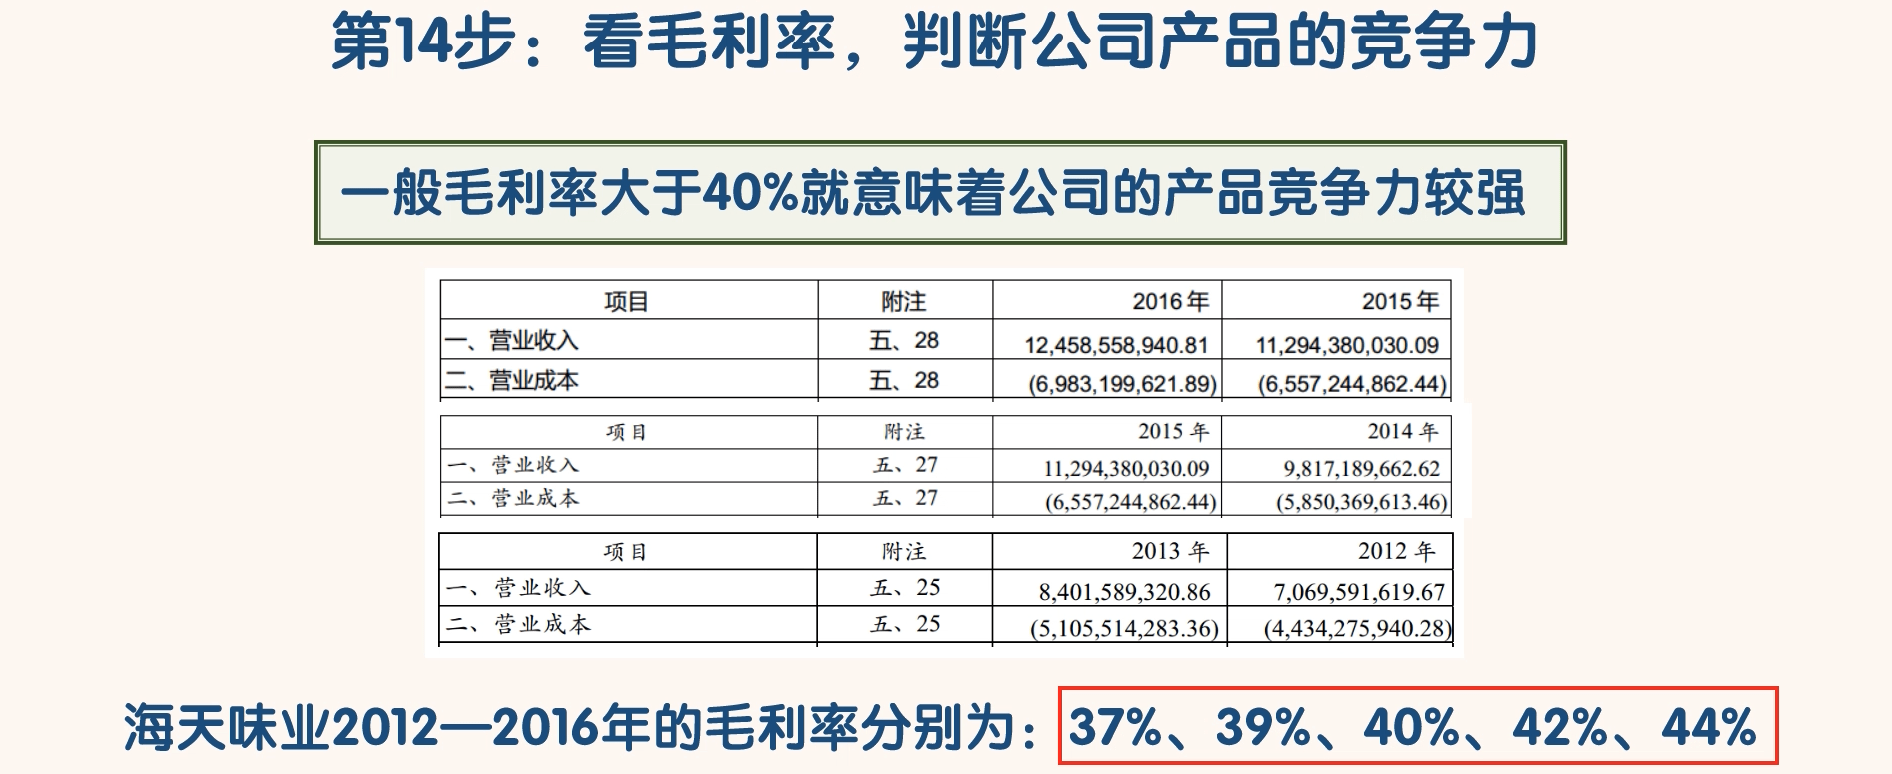 第14步：看毛利率，判断公司产品的竞争力
一般毛利率大于40%就意味着公司的产品竞争力较强
项目 附注 2016年 2015年
一、营业收入 五、28 12,458,558,940.81 11,294,380,030.09
二、营业成本 五、28 (6,983,199,621.89) (6,557,244,862.44)
项目 附注 2015 年 2014 年
一、营业收入 五、27 11,294,380,030.09 9,817,189,662.62
二、营业成本 五、27 (6,557,244,862.44) (5,850,369,613.46)
项目 附注 2013 年 2012 年
一、营业收入 五、25 8,401,589,320.86 7,069,591,619.67
二、营业成本 五、25 (5,105,514,283.36) (4,434,275,940.28)
海天味业2012—2016年的毛利率分别为：37%、39%、40%、42%、44%